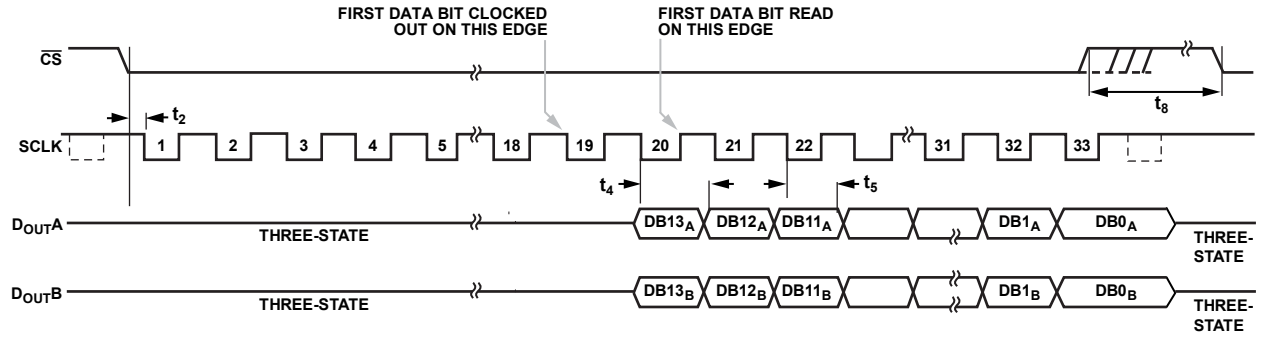 FIRST DATA BIT CLOCKED
OUT ON THIS EDGE
FIRST DATA BIT READ
ON THIS EDGE
CS
t8
t2
SCLK
1 2 3 4 5 18 19 20 21 22 31 32 33
t4
t5
DOUTA
THREE-STATE
DB13A DB12A DB11A DB1A DB0A
THREE-
STATE
DOUTB
THREE-STATE
DB13B DB12B DB11B DB1B DB0B
THREE-
STATE